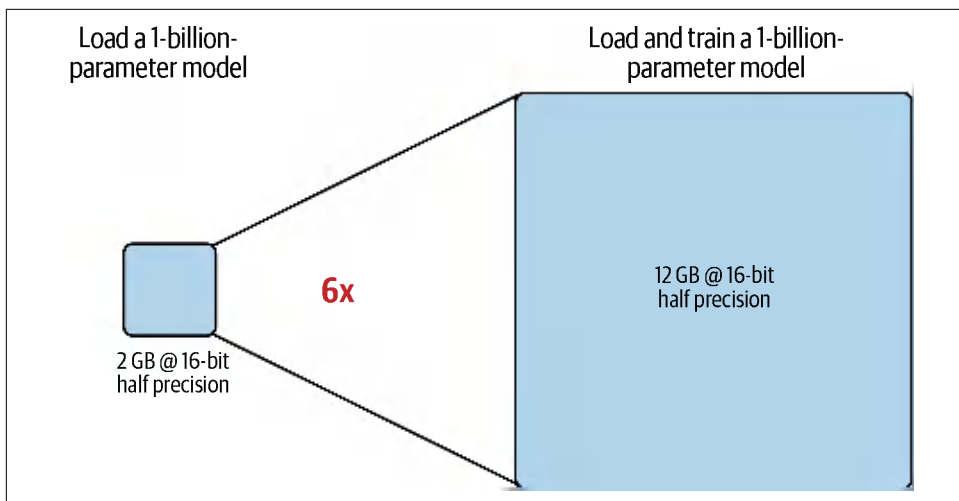 Load a 1-billion-
parameter model
Load and train a 1-billion-
parameter model
6x
12 GB @ 16-bit
half precision
2 GB @ 16-bit
half precision